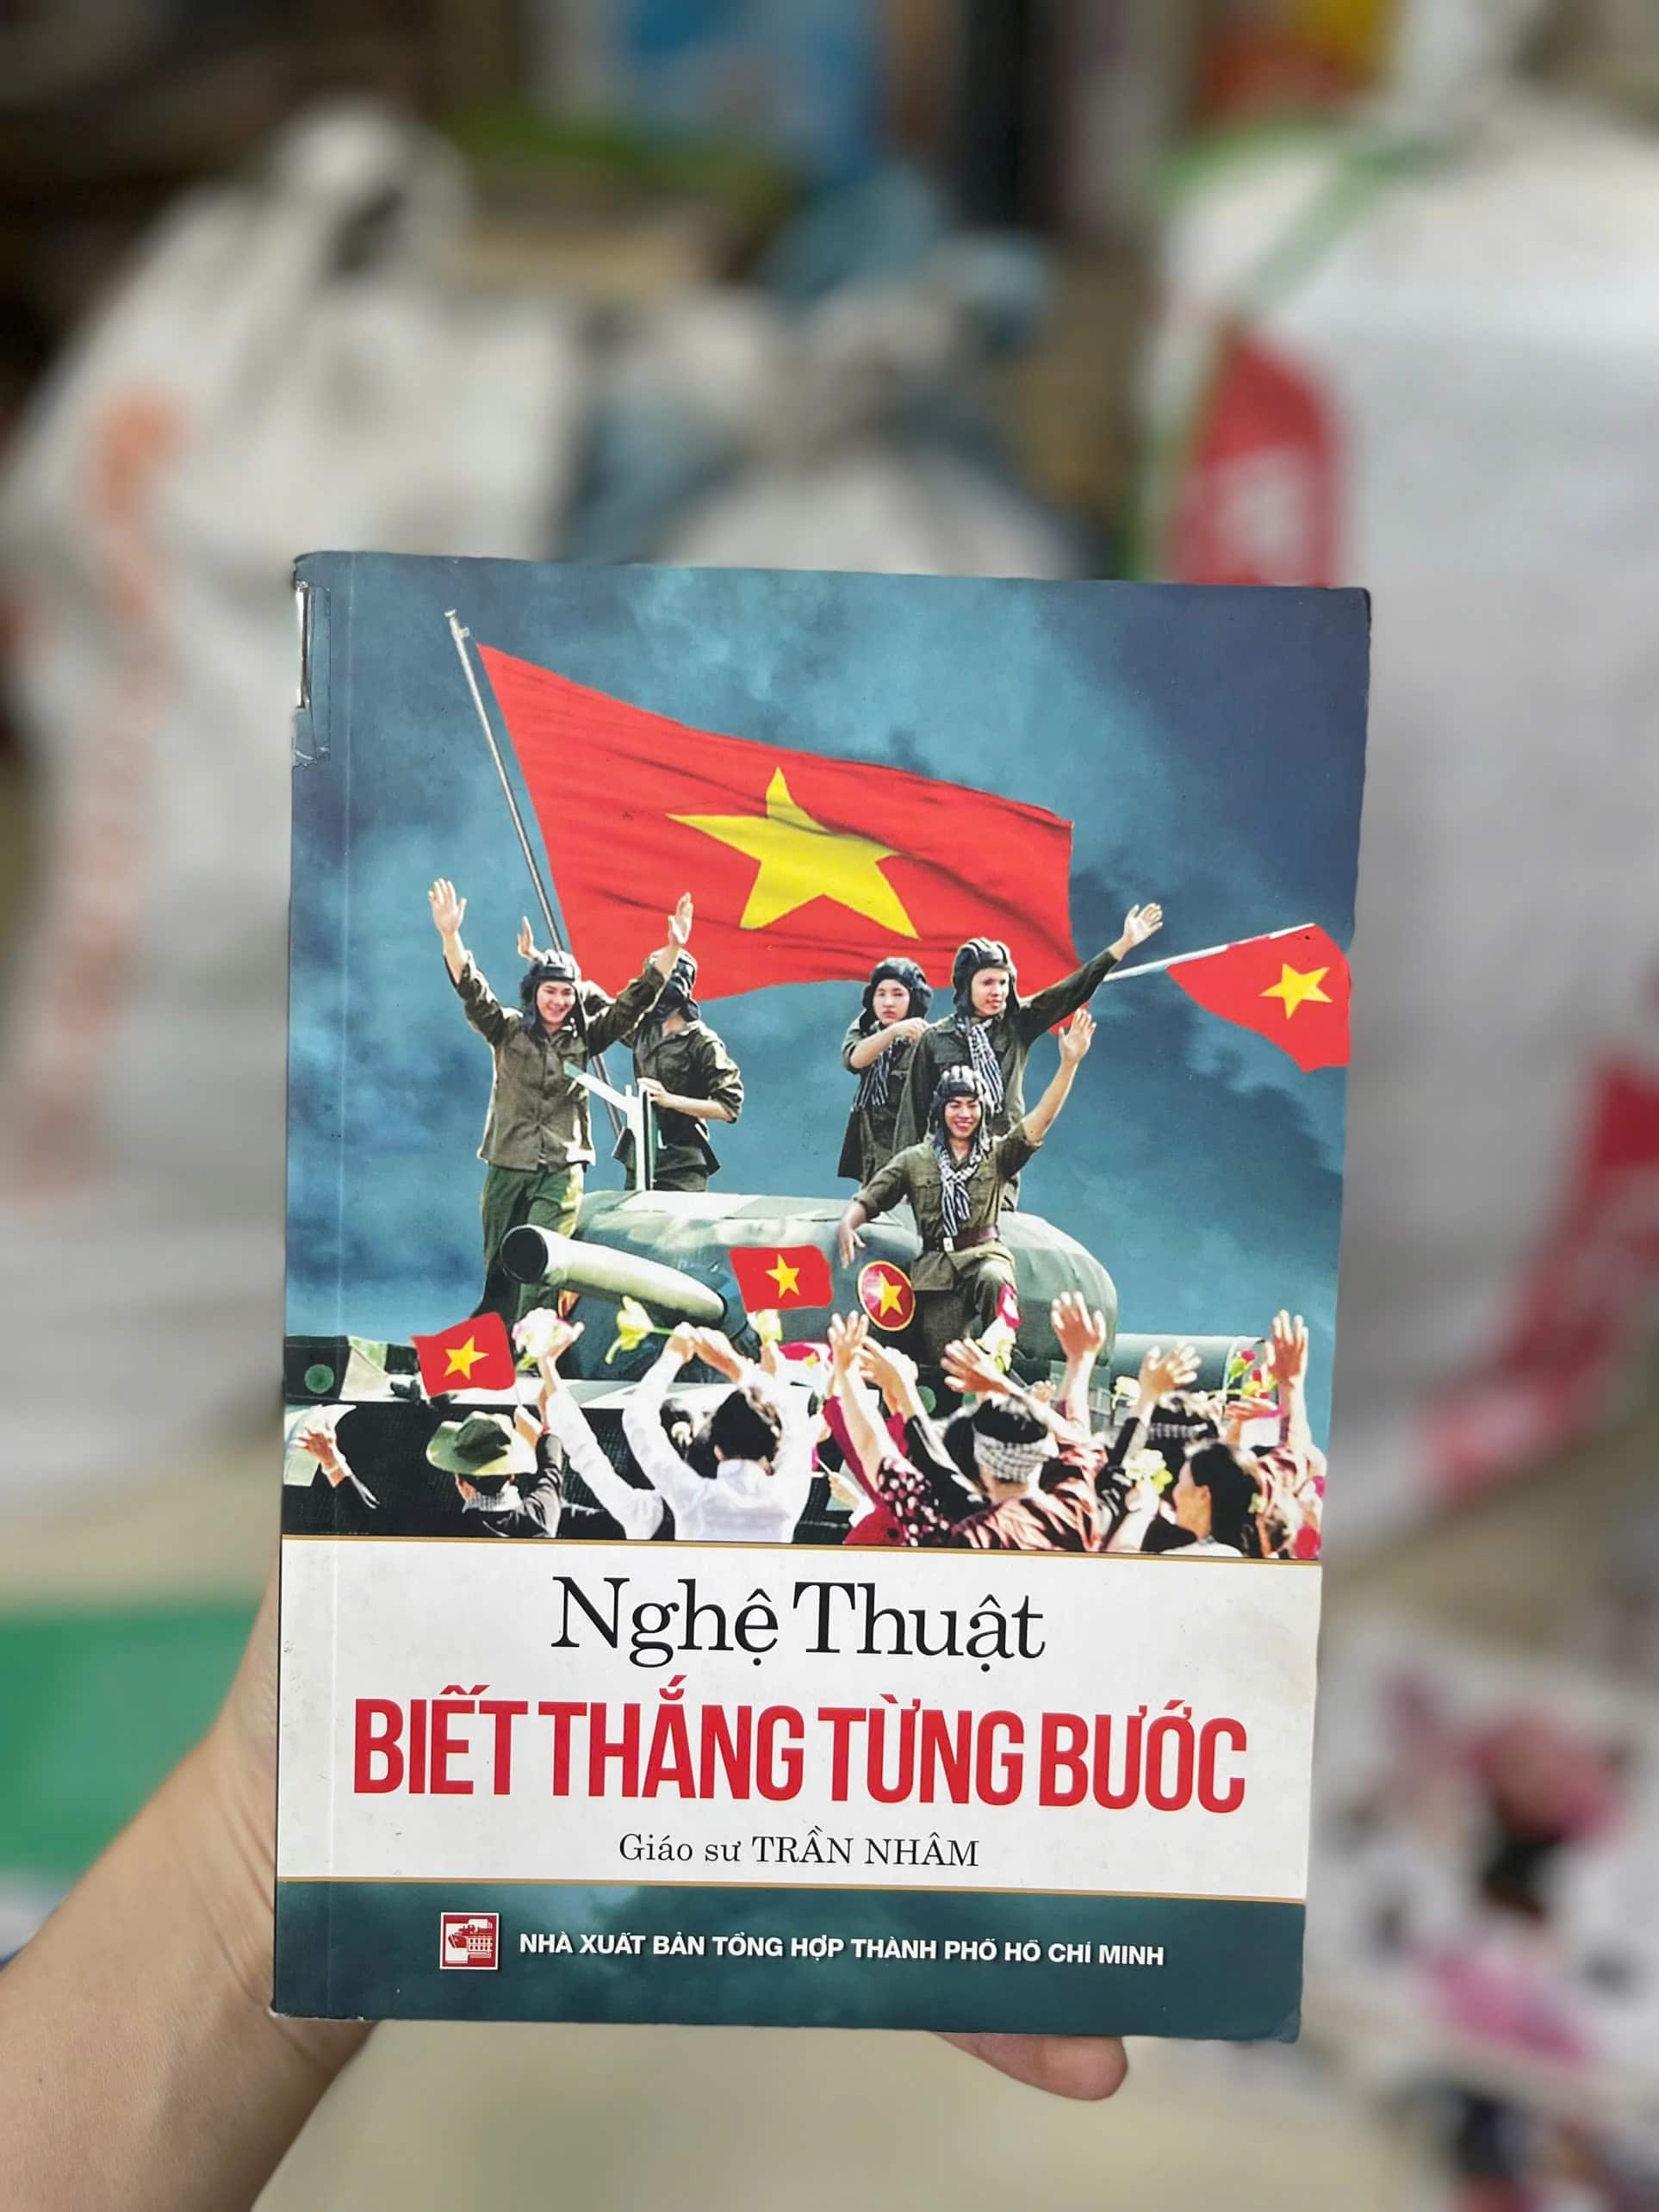 Nghệ Thuật
BIẾT THẮNG TỪNG BƯỚC
Giáo sư TRẦN NHÂM
NHÀ XUẤT BẢN TỔNG HỢP THÀNH PHỐ HỒ CHÍ MINH